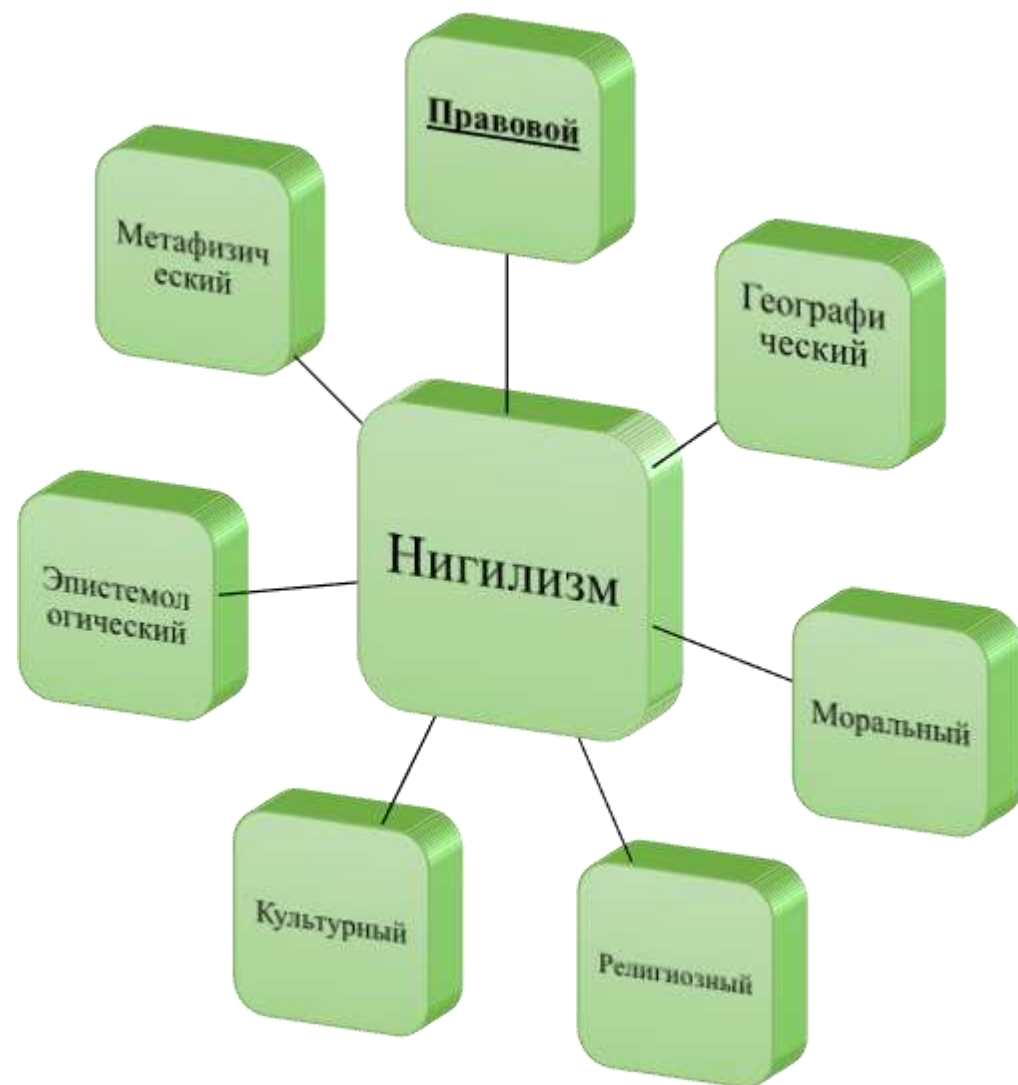 Правовой
Метафизич
еский
Географи
ческий
Нигилизм
Эпистемол
огический
Моральный
Культурный
Религиозный